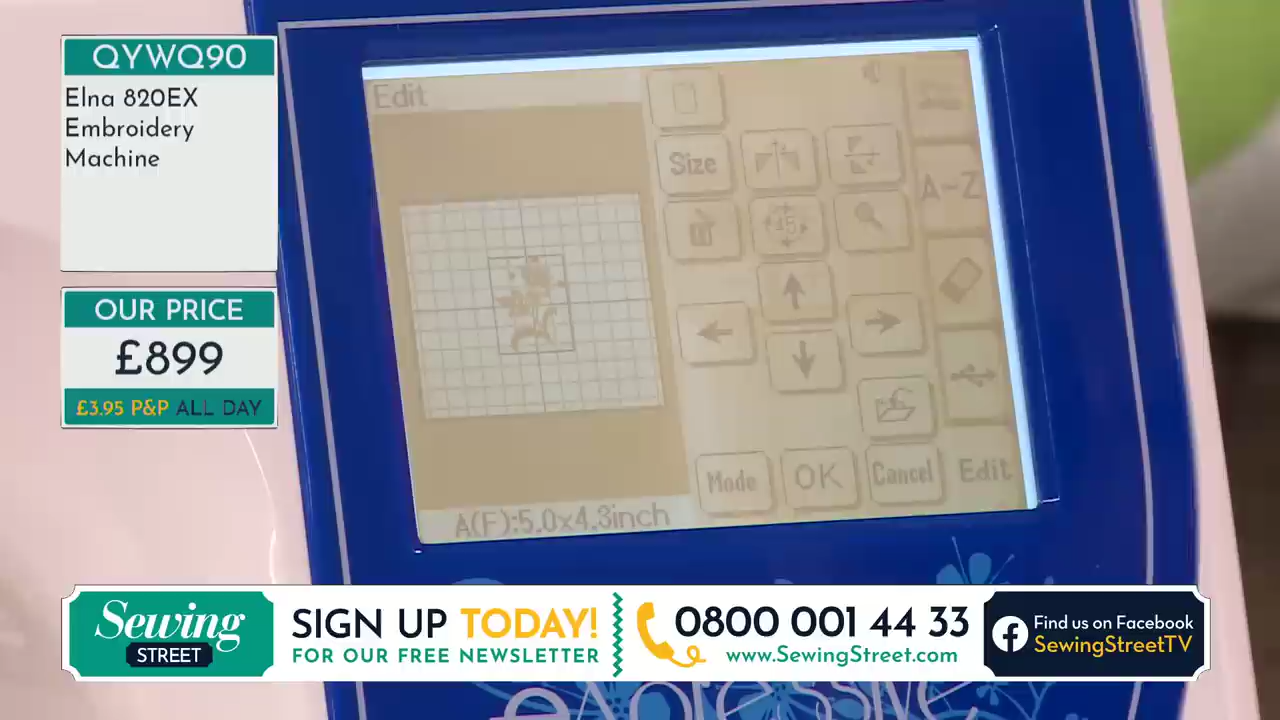 QYWQ90
Elna 820EX
Embroidery
Machine
OUR PRICE
£899
£3.95 P&P ALL DAY
Edit
Size
45
A-Z
Mode
OK
Cancel
Edit
A(F):5.0x4.3inch
Sewing
STREET
SIGN UP TODAY!
FOR OUR FREE NEWSLETTER
0800 001 44 33
www.SewingStreet.com
Find us on Facebook
SewingStreetTV
eXpressive